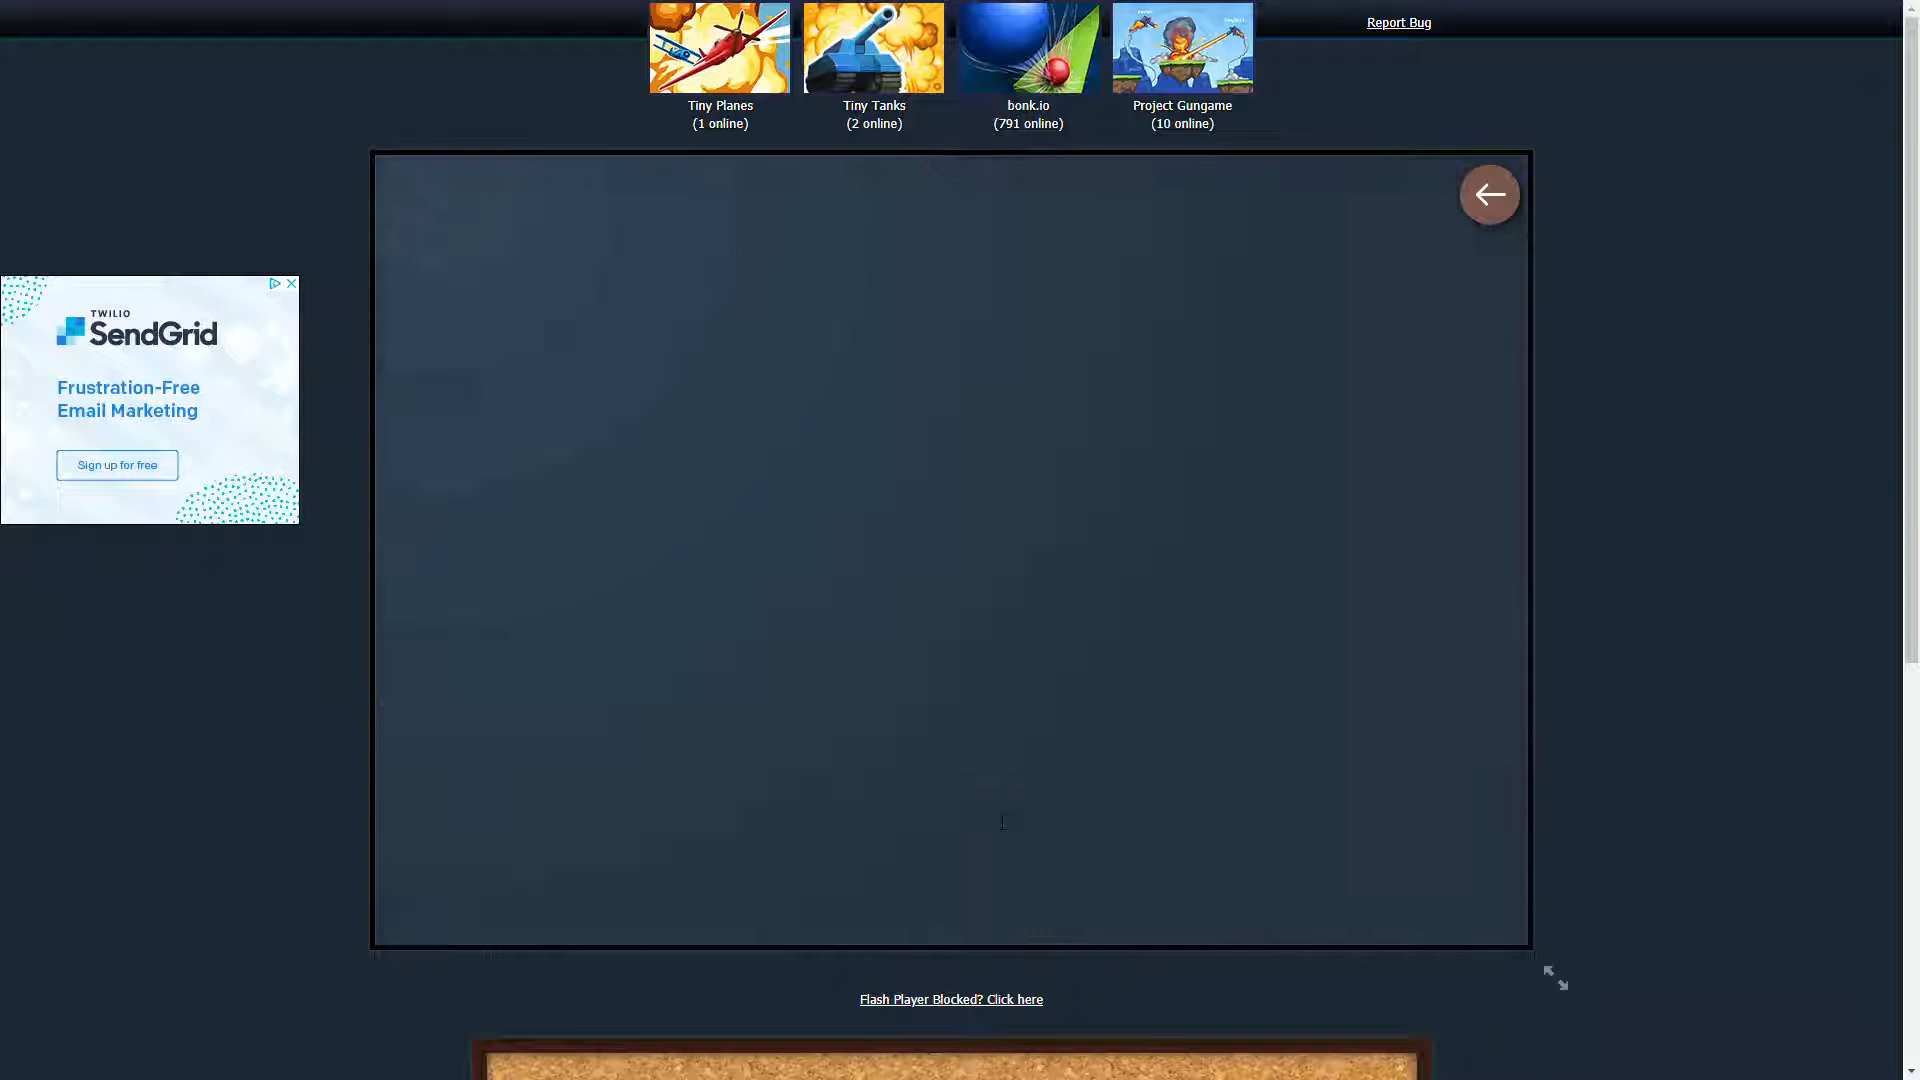 Report Bug
Tiny Planes
(1 online)
Tiny Tanks
(2 online)
bonk.io
(791 online)
Project Gungame
(10 online)
TWILIO
SendGrid
Frustration-Free
Email Marketing
Sign up for free
Flash Player Blocked? Click here